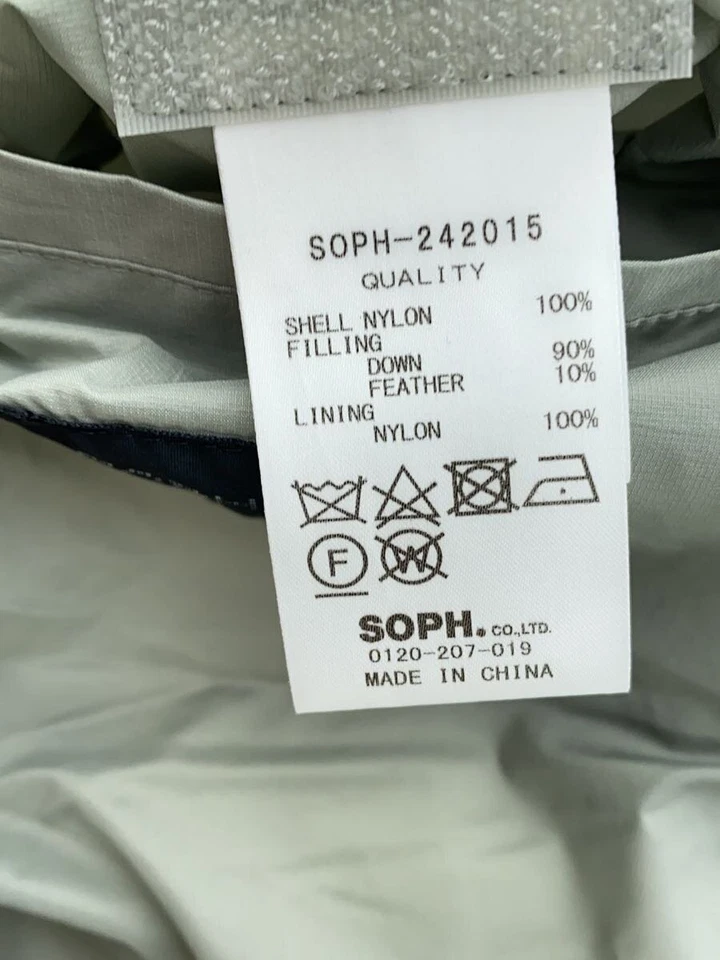 SOPH-242015
QUALITY
SHELL NYLON 100%
FILLING
DOWN 90%
FEATHER 10%
LINING
NYLON 100%
F W
SOPH. CO.,LTD.
0120-207-019
MADE IN CHINA